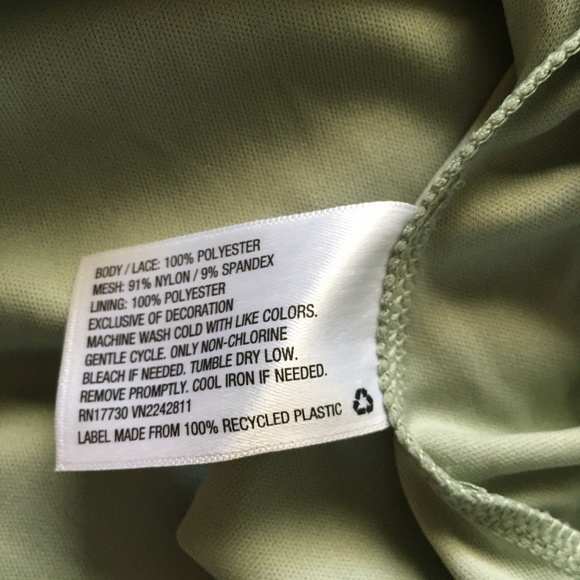 BODY / LACE: 100% POLYESTER
MESH: 91% NYLON / 9% SPANDEX
LINING: 100% POLYESTER
EXCLUSIVE OF DECORATION
MACHINE WASH COLD WITH LIKE COLORS.
GENTLE CYCLE. ONLY NON-CHLORINE
BLEACH IF NEEDED. TUMBLE DRY LOW.
REMOVE PROMPTLY. COOL IRON IF NEEDED.
RN17730 VN2242811
LABEL MADE FROM 100% RECYCLED PLASTIC